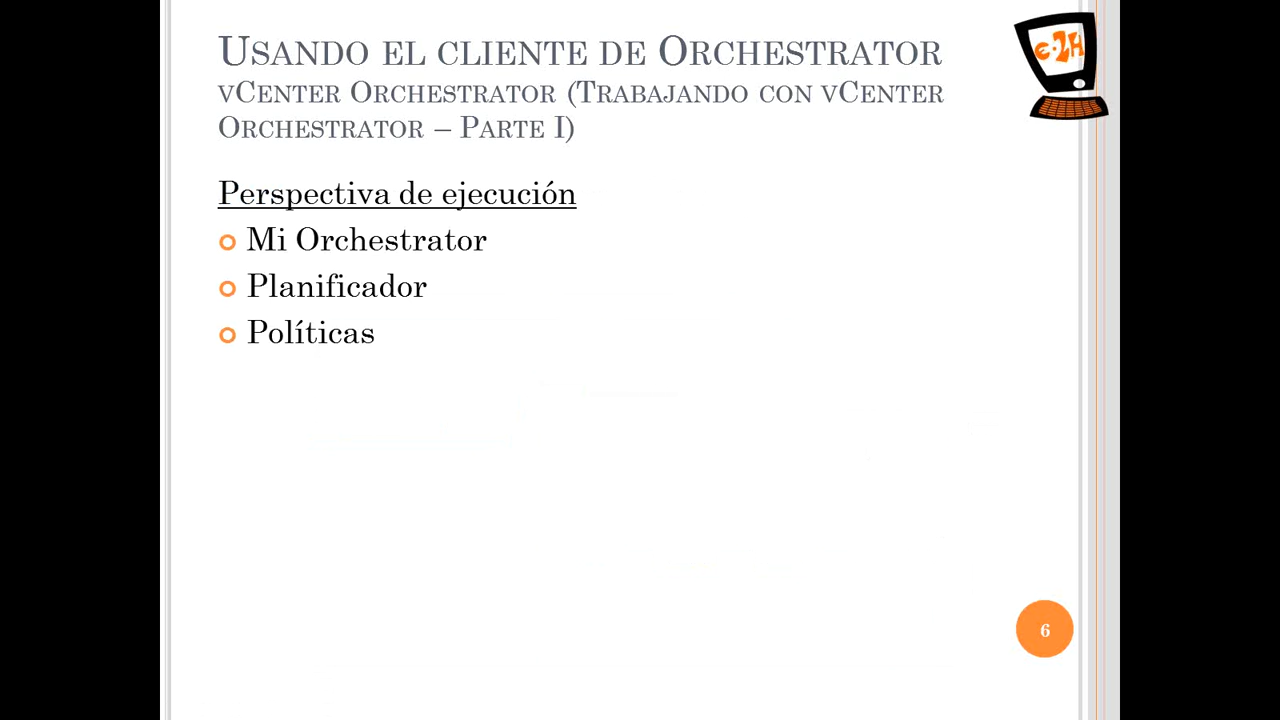 Usando el cliente de Orchestrator
vCenter Orchestrator (Trabajando con vCenter
Orchestrator – Parte I)
e-2H
Perspectiva de ejecución
Mi Orchestrator
Planificador
Políticas
6